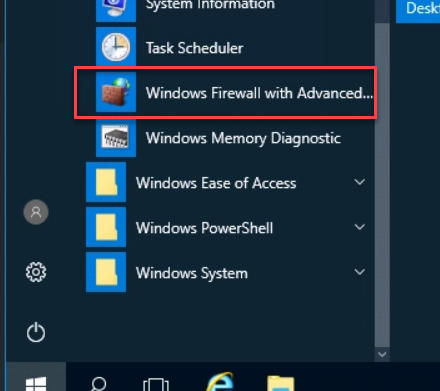 System Information
Deskt
Task Scheduler
Windows Firewall with Advanced...
Windows Memory Diagnostic
Windows Ease of Access
Windows PowerShell
Windows System